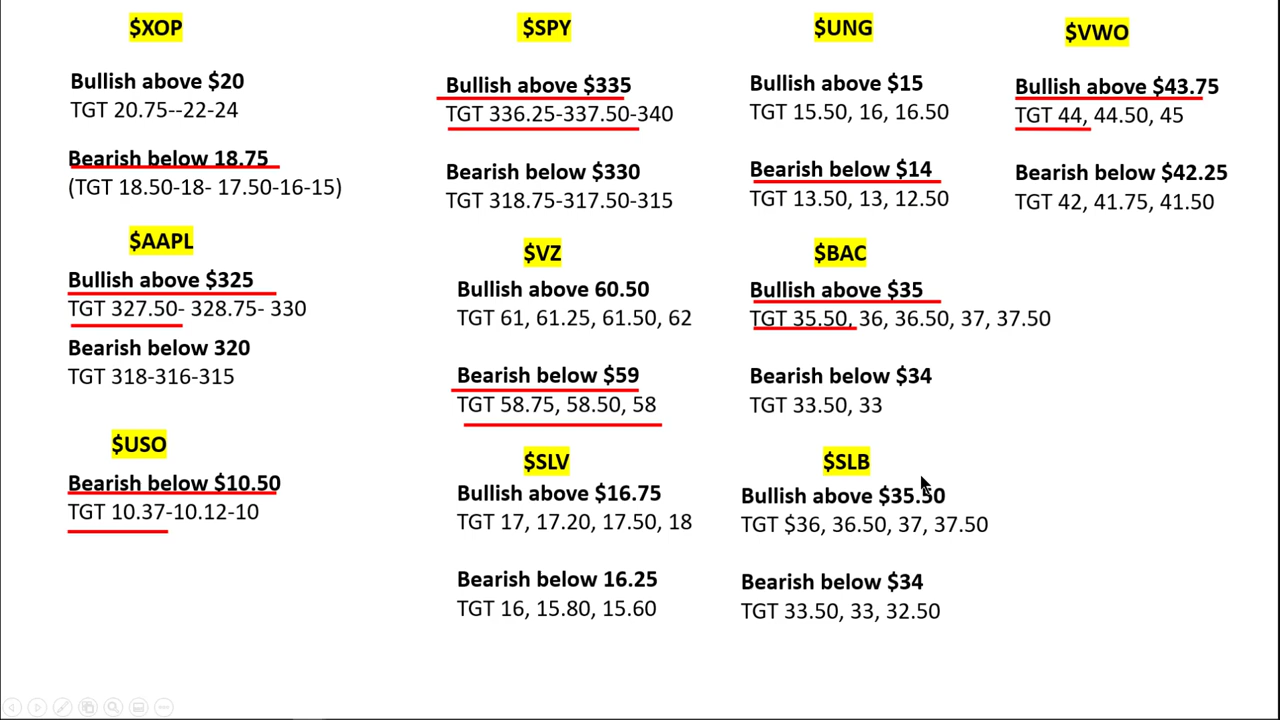 $XOP
Bullish above $20
TGT 20.75--22-24
Bearish below 18.75
(TGT 18.50-18- 17.50-16-15)
$AAPL
Bullish above $325
TGT 327.50- 328.75- 330
Bearish below 320
TGT 318-316-315
$USO
Bearish below $10.50
TGT 10.37-10.12-10
$SPY
Bullish above $335
TGT 336.25-337.50-340
Bearish below $330
TGT 318.75-317.50-315
$VZ
Bullish above 60.50
TGT 61, 61.25, 61.50, 62
Bearish below $59
TGT 58.75, 58.50, 58
$SLV
Bullish above $16.75
TGT 17, 17.20, 17.50, 18
Bearish below 16.25
TGT 16, 15.80, 15.60
$UNG
Bullish above $15
TGT 15.50, 16, 16.50
Bearish below $14
TGT 13.50, 13, 12.50
$BAC
Bullish above $35
TGT 35.50, 36, 36.50, 37, 37.50
Bearish below $34
TGT 33.50, 33
$SLB
Bullish above $35.50
TGT $36, 36.50, 37, 37.50
Bearish below $34
TGT 33.50, 33, 32.50
$VWO
Bullish above $43.75
TGT 44, 44.50, 45
Bearish below $42.25
TGT 42, 41.75, 41.50